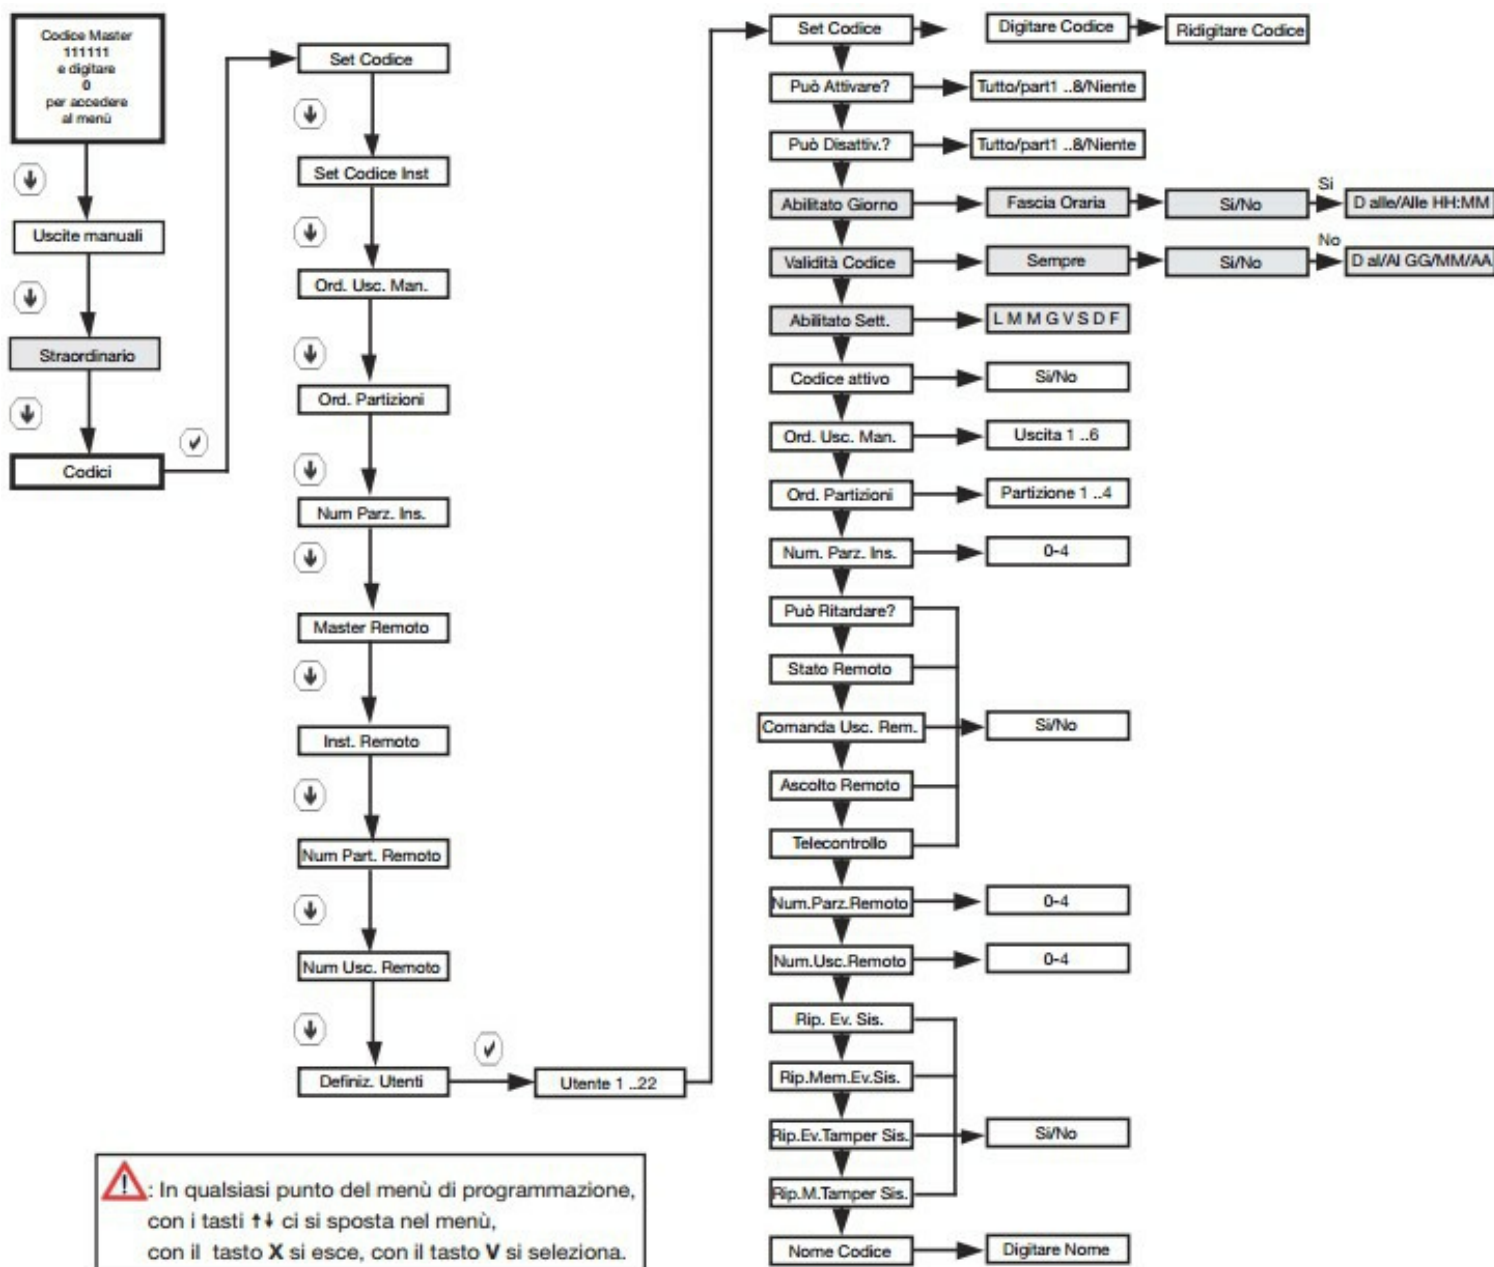 Codice Master
111111
e digitare
0
per accedere
al menù
Uscite manuali
Straordinario
Codici
Set Codice
Set Codice Inst
Ord. Usc. Man.
Ord. Partizioni
Num Parz. Ins.
Master Remoto
Inst. Remoto
Num Part. Remoto
Num Usc. Remoto
Definiz. Utenti
Utente 1 ..22
Set Codice
Digitare Codice
Ridigitare Codice
Può Attivare?
Tutto/part1 ..8/Niente
Può Disattiv.?
Tutto/part1 ..8/Niente
Abilitato Giorno
Fascia Oraria
Si/No
Si
D alle/Alle HH:MM
Validità Codice
Sempre
Si/No
No
D al/Al GG/MM/AA
Abilitato Sett.
L M M G V S D F
Codice attivo
Si/No
Ord. Usc. Man.
Uscita 1 ..6
Ord. Partizioni
Partizione 1 ..4
Num. Parz. Ins.
0-4
Può Ritardare?
Stato Remoto
Comanda Usc. Rem.
Ascolto Remoto
Telecontrollo
Si/No
Num.Parz.Remoto
0-4
Num.Usc.Remoto
0-4
Rip. Ev. Sis.
Rip.Mem.Ev.Sis.
Rip.Ev.Tamper Sis.
Rip.M.Tamper Sis.
Si/No
Nome Codice
Digitare Nome
! : In qualsiasi punto del menù di programmazione,
con i tasti ↑↓ ci si sposta nel menù,
con il tasto X si esce, con il tasto V si seleziona.